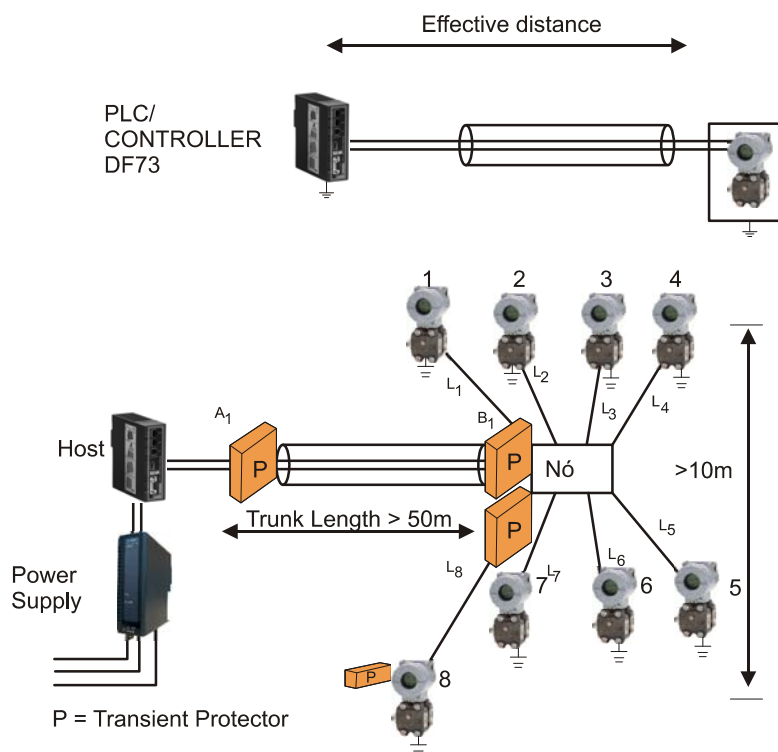 Effective distance
PLC/
CONTROLLER
DF73
1
2
3
4
L1
L2
L3
L4
A1
B1
Host
P
P
Nó
>10m
Trunk Length > 50m
P
L5
L6
L7
L8
Power
Supply
7
6
5
P
8
P = Transient Protector